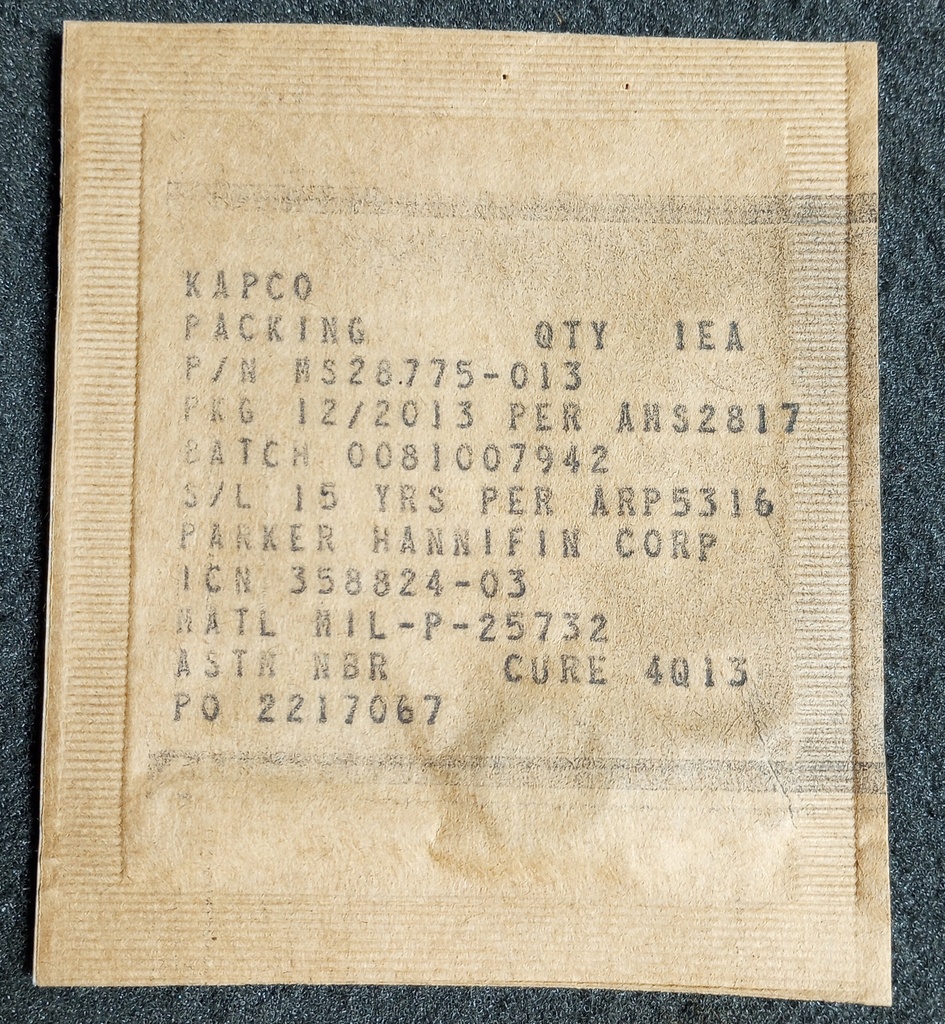 KAPCO
PACKING QTY 1EA
P/N MS28775-013
PKG 12/2013 PER AMS2817
BATCH 0081007942
S/L 15 YRS PER ARP5316
PARKER HANNIFIN CORP
ICN 358824-03
MATL MIL-P-25732
ASTM NBR CURE 4Q13
PO 2217067